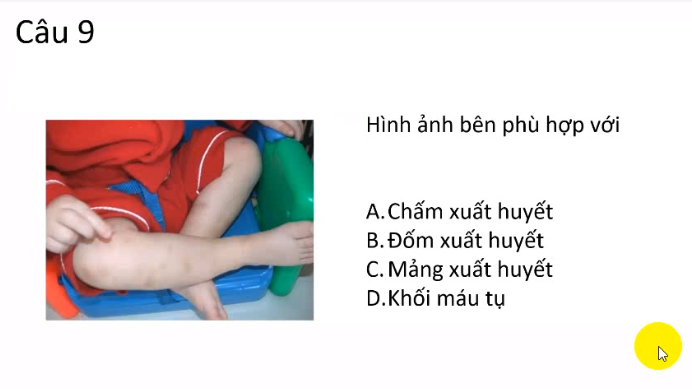 Câu 9
Hình ảnh bên phù hợp với
A. Chấm xuất huyết
B. Đốm xuất huyết
C. Mảng xuất huyết
D. Khối máu tụ